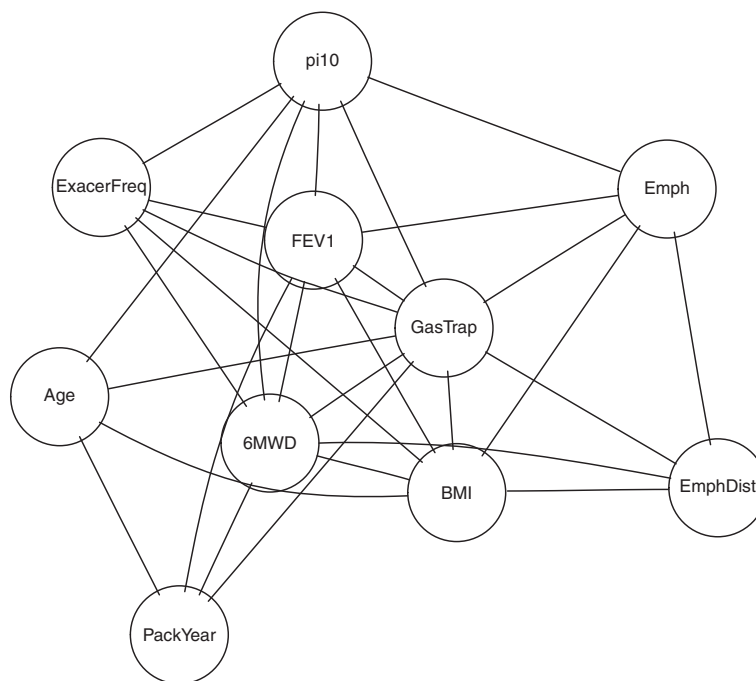 pi10
ExacerFreq
Emph
FEV1
GasTrap
Age
6MWD
BMI
EmphDist
PackYear